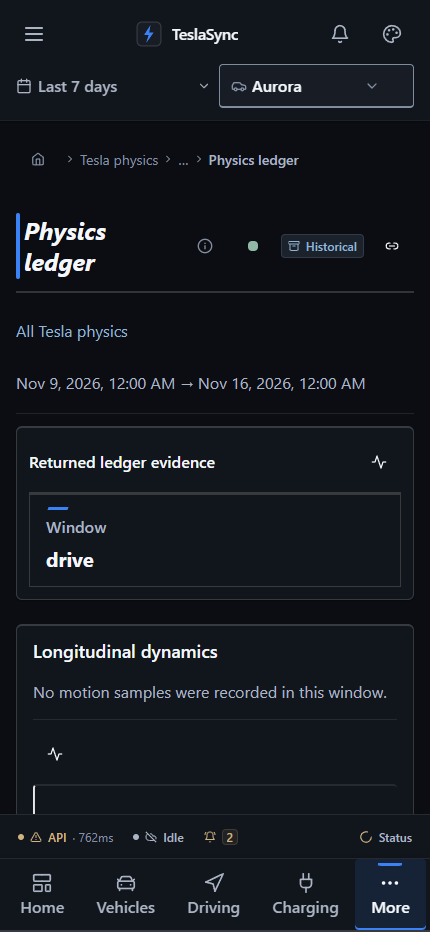 TeslaSync
Last 7 days
Aurora
Tesla physics
...
Physics ledger
Physics
ledger
Historical
All Tesla physics
Nov 9, 2026, 12:00 AM → Nov 16, 2026, 12:00 AM
Returned ledger evidence
Window
drive
Longitudinal dynamics
No motion samples were recorded in this window.
API · 762ms
Idle
2
Status
Home
Vehicles
Driving
Charging
More